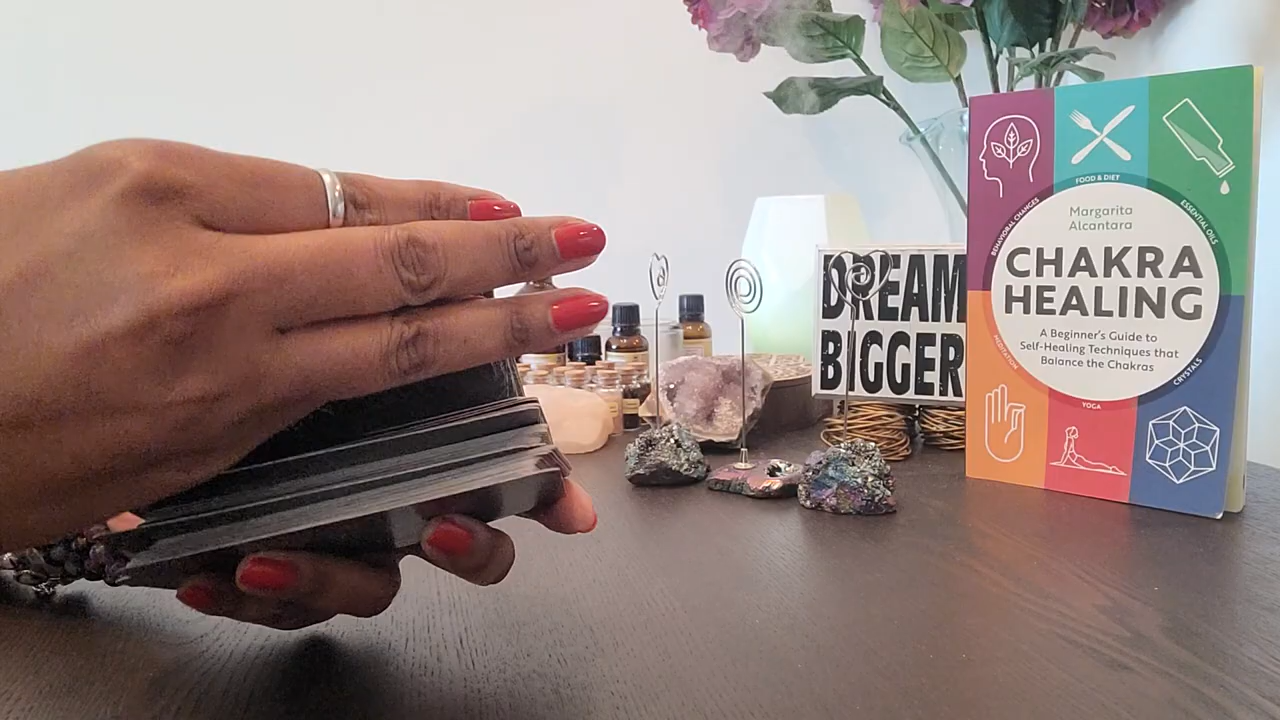 DREAM
BIGGER
FOOD & DIET
BEHAVIORAL CHANGES
ESSENTIAL OILS
Margarita
Alcantara
CHAKRA
HEALING
A Beginner's Guide to
Self-Healing Techniques that
Balance the Chakras
MEDITATION
CRYSTALS
YOGA